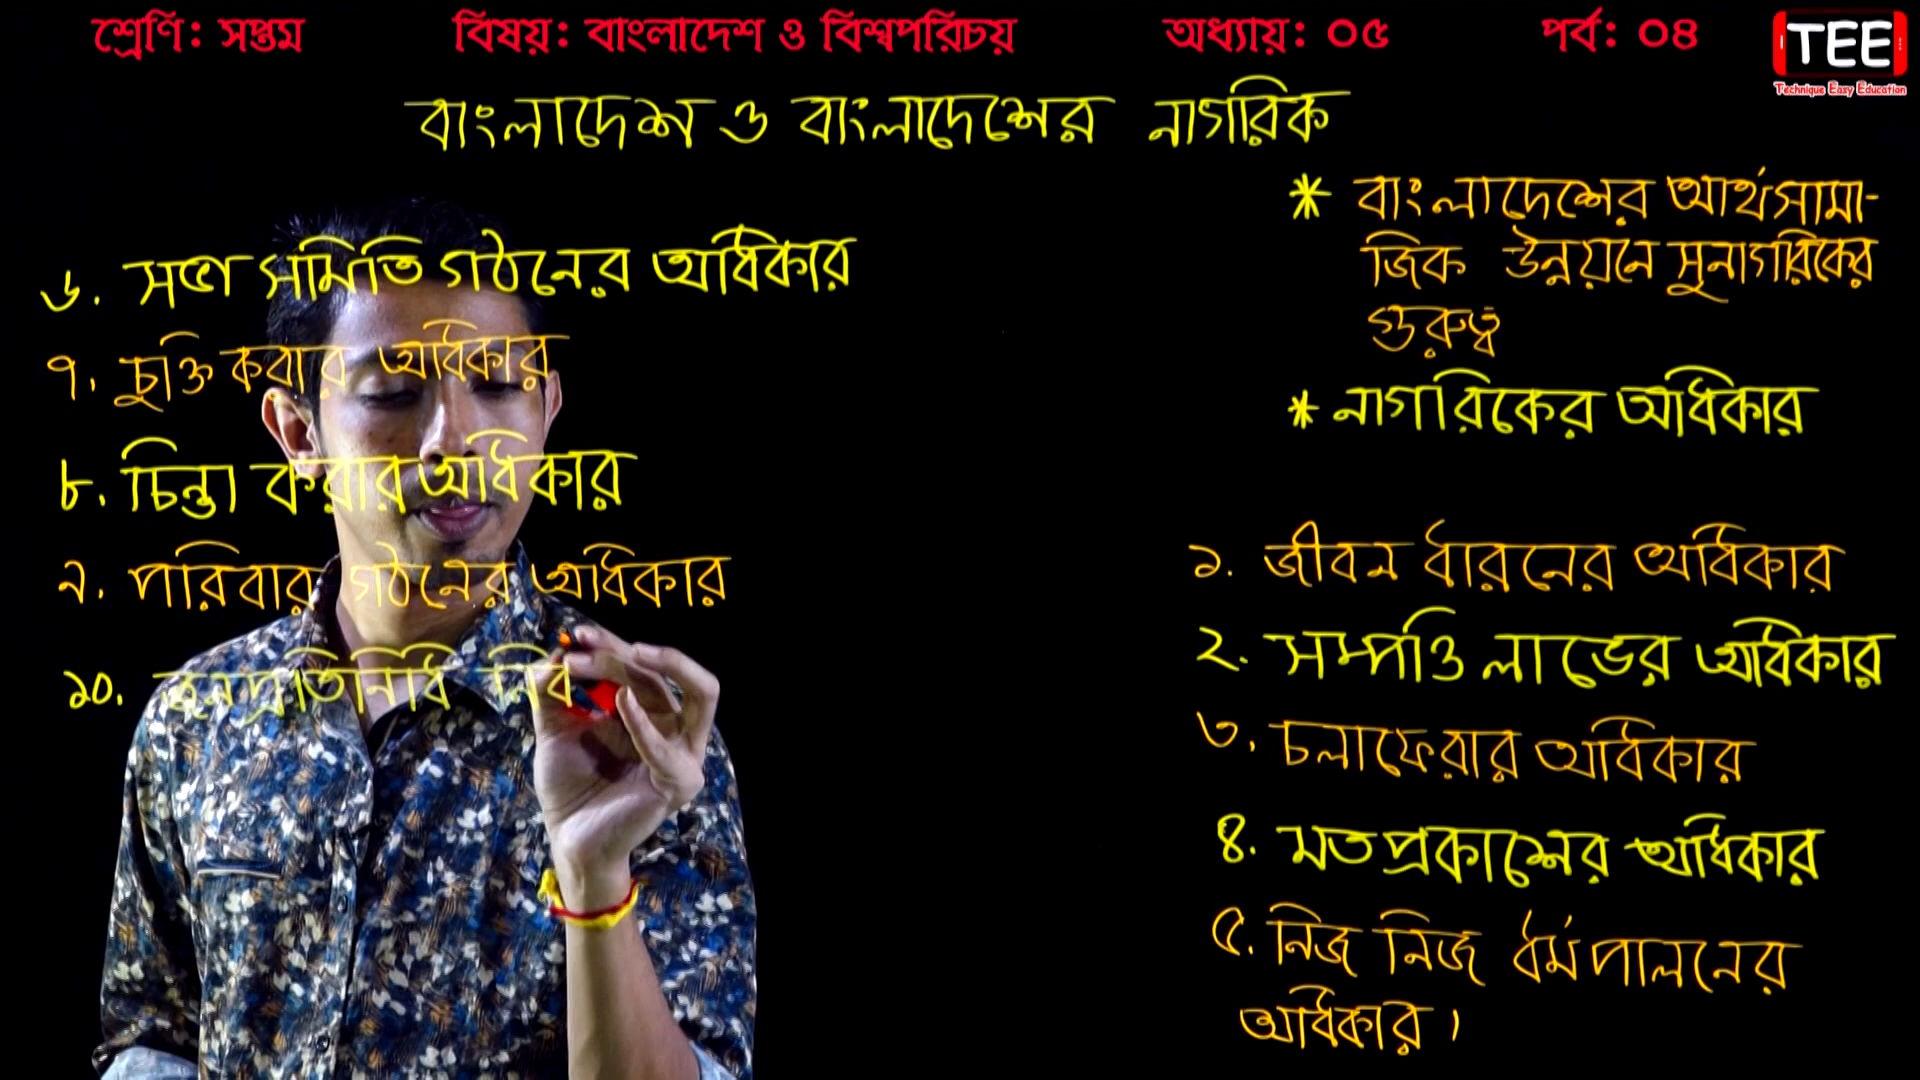 শ্রেণি: সপ্তম বিষয়: বাংলাদেশ ও বিশ্বপরিচয় অধ্যায়: ০৫ পর্ব: ০৪
TEE
Technique Easy Education
বাংলাদেশ ও বাংলাদেশের নাগরিক
* বাংলাদেশের আর্থসামা-
জিক উন্নয়নে সুনাগরিকের
গুরুত্ব
* নাগরিকের অধিকার
১. জীবন ধারনের অধিকার
২. সম্পত্তি লাভের অধিকার
৩. চলাফেরার অধিকার
৪. মতপ্রকাশের অধিকার
৫. নিজ নিজ ধর্ম পালনের
অধিকার।
৬. সভা সমিতি গঠনের অধিকার
৭. চুক্তি করার অধিকার
৮. চিন্তা করার অধিকার
৯. পরিবার গঠনের অধিকার
১০. জনপ্রতিনিধি নির্ব